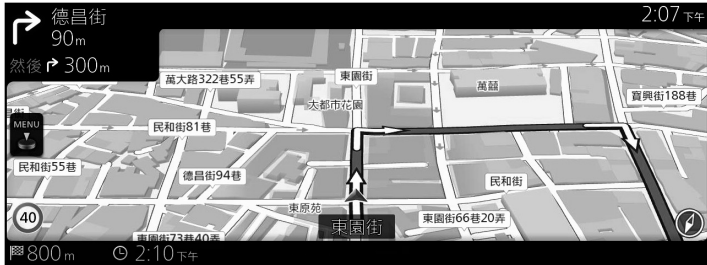 德昌街
90m
然後 300m
2:07 下午
萬大路322巷55弄
東園街
萬囍
大都市花園
寶興街188巷
昌街
MENU
民和街81巷
民和街55巷
德昌街94巷
民和街
東原苑
東園街66巷20弄
40
東園街
東園街73巷40弄
800m
2:10 下午